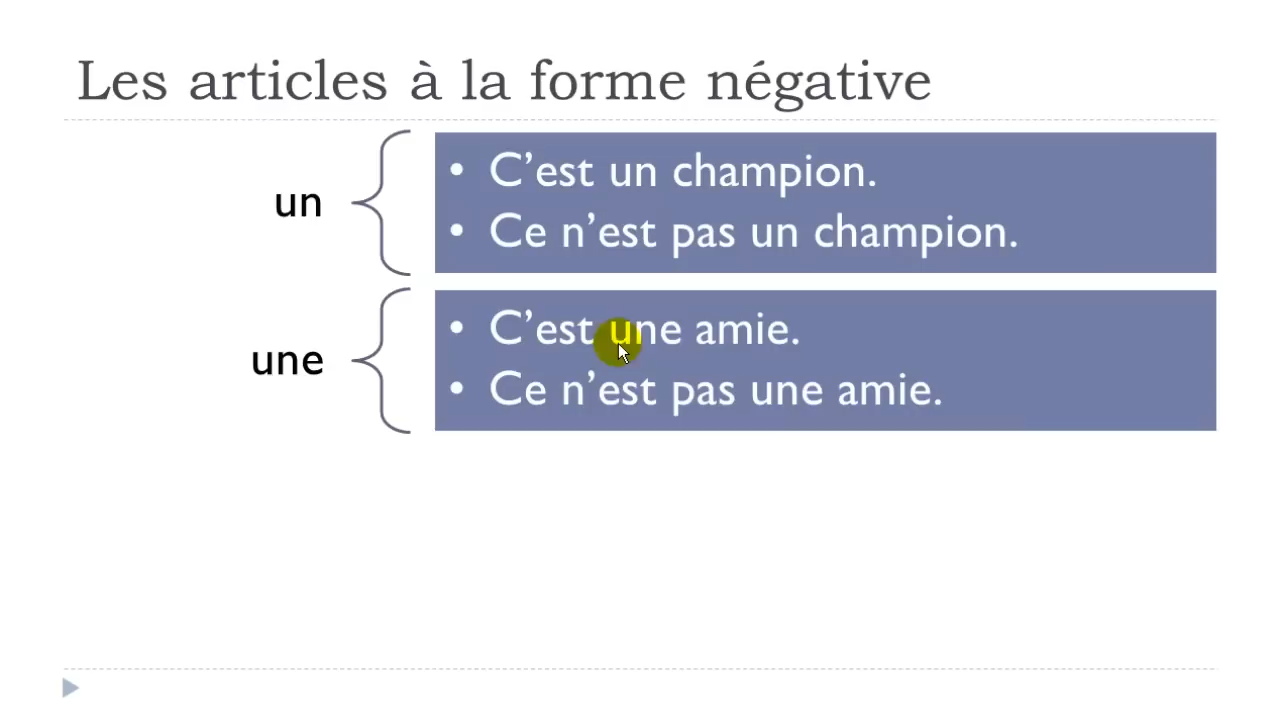 Les articles à la forme négative
un
• C’est un champion.
• Ce n’est pas un champion.
une
• C’est une amie.
• Ce n’est pas une amie.